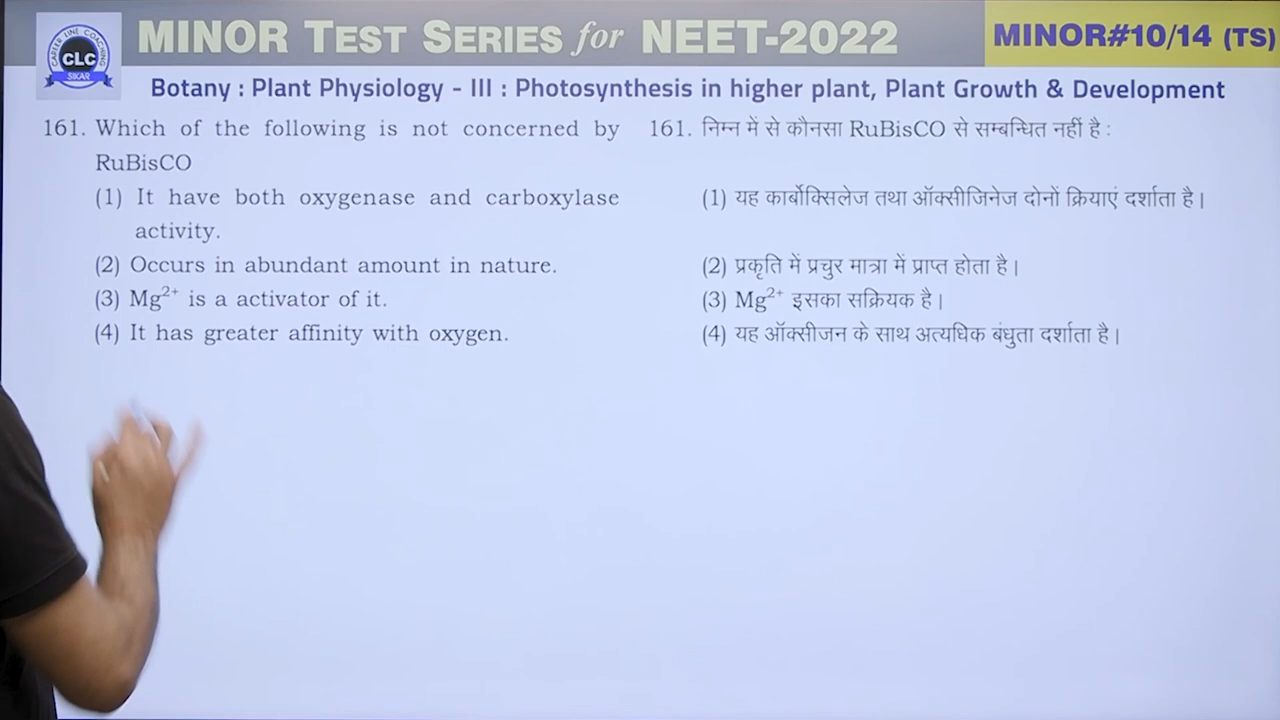 CAREER LINE COACHING
CLC
SIKAR
MINOR TEST SERIES for NEET-2022
MINOR#10/14 (TS)
Botany : Plant Physiology - III : Photosynthesis in higher plant, Plant Growth & Development
161. Which of the following is not concerned by
RuBisCO
(1) It have both oxygenase and carboxylase
activity.
(2) Occurs in abundant amount in nature.
(3) Mg²⁺ is a activator of it.
(4) It has greater affinity with oxygen.
161. निम्न में से कौनसा RuBisCO से सम्बन्धित नहीं है :
(1) यह कार्बोक्सिलेज तथा ऑक्सीजिनेज दोनों क्रियाएं दर्शाता है।
(2) प्रकृति में प्रचुर मात्रा में प्राप्त होता है।
(3) Mg²⁺ इसका सक्रियक है।
(4) यह ऑक्सीजन के साथ अत्यधिक बंधुता दर्शाता है।